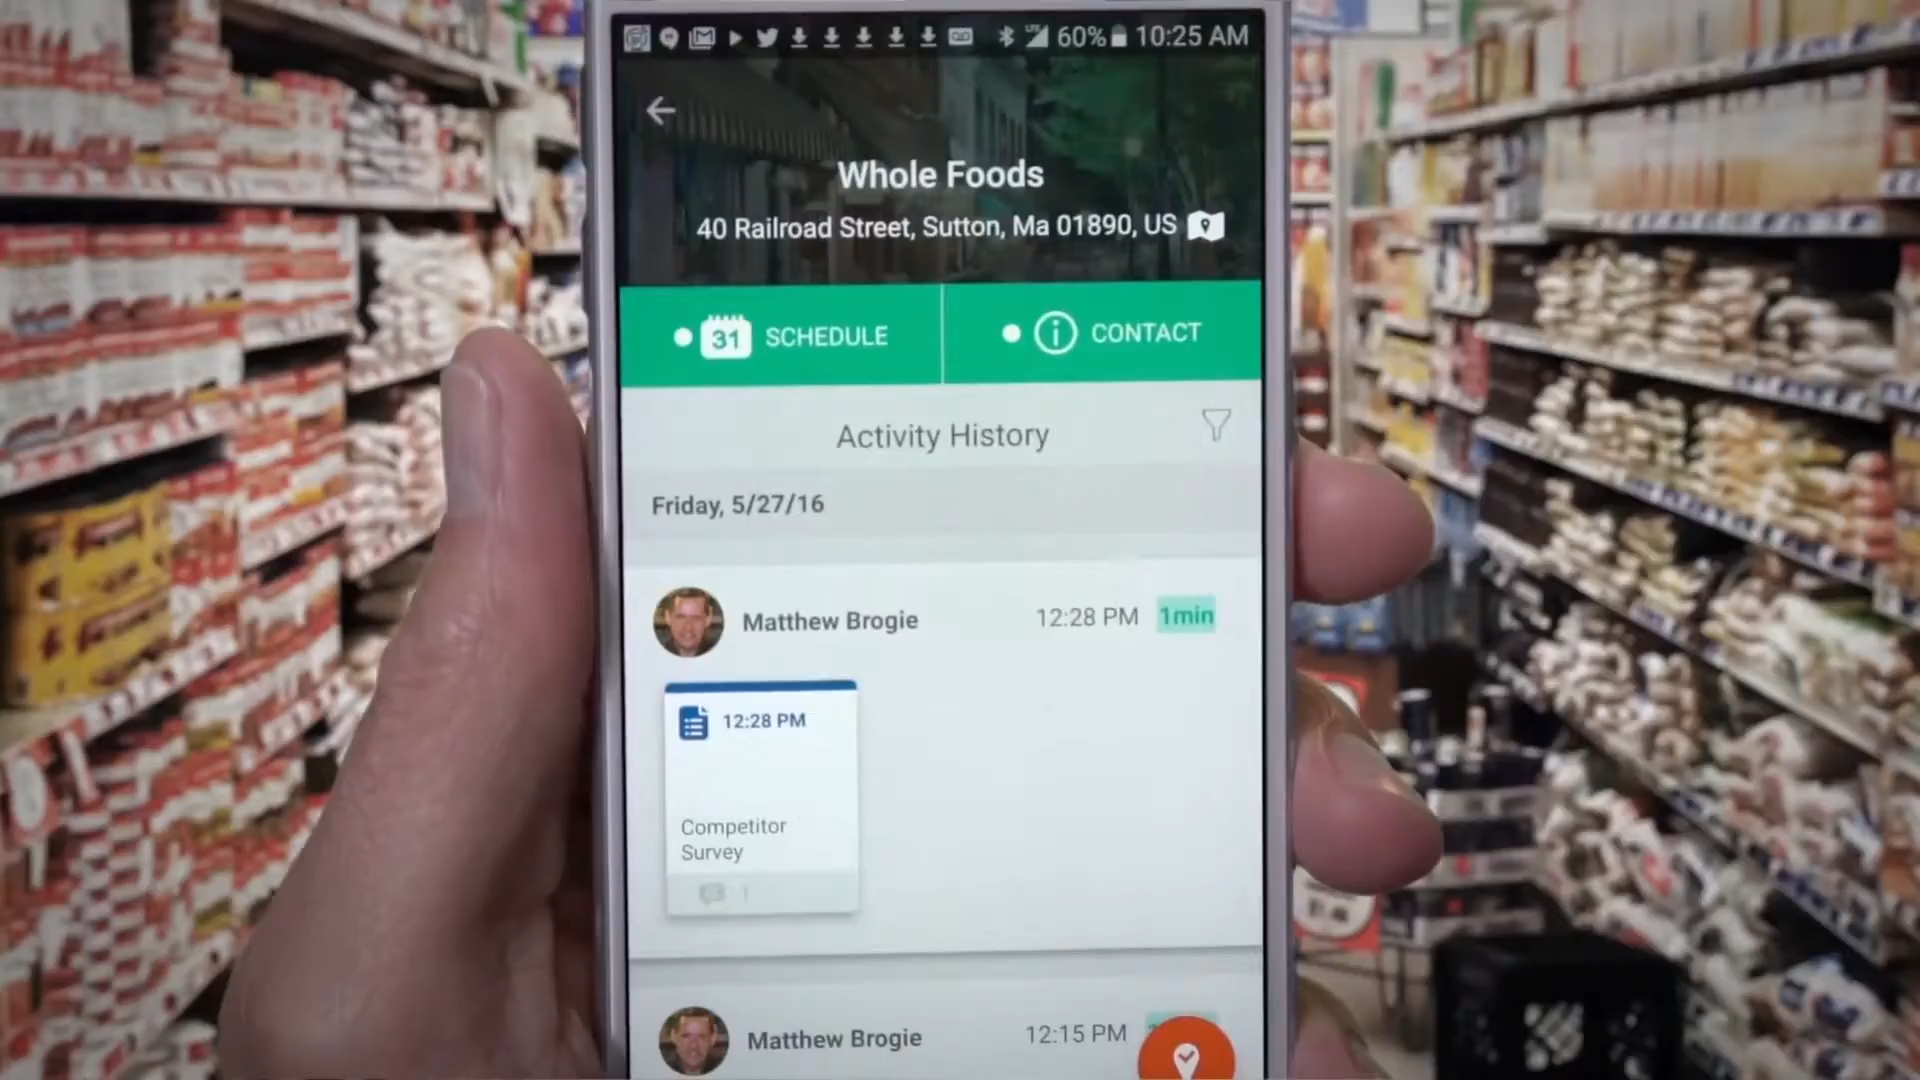 60% 10:25 AM
Whole Foods
40 Railroad Street, Sutton, Ma 01890, US
31 SCHEDULE
CONTACT
Activity History
Friday, 5/27/16
Matthew Brogie 12:28 PM 1min
12:28 PM
Competitor
Survey
1
Matthew Brogie 12:15 PM